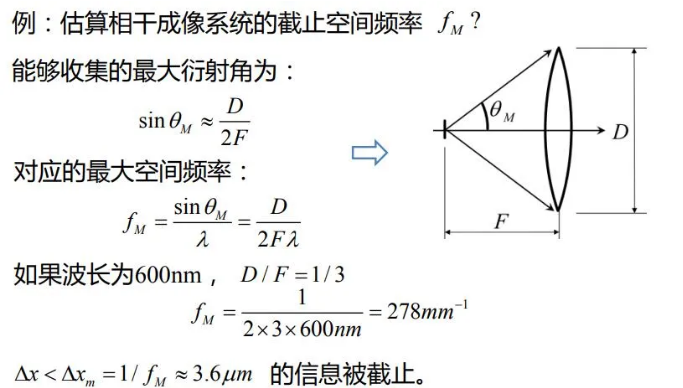 例：估算相干成像系统的截止空间频率 f_M ?
能够收集的最大衍射角为：
sin θ_M ≈ D / 2F
对应的最大空间频率：
f_M = sin θ_M / λ = D / 2Fλ
如果波长为600nm， D / F = 1/3
f_M = 1 / 2×3×600nm = 278mm⁻¹
Δx < Δx_m = 1/ f_M ≈ 3.6μm 的信息被截止。
θ_M
D
F